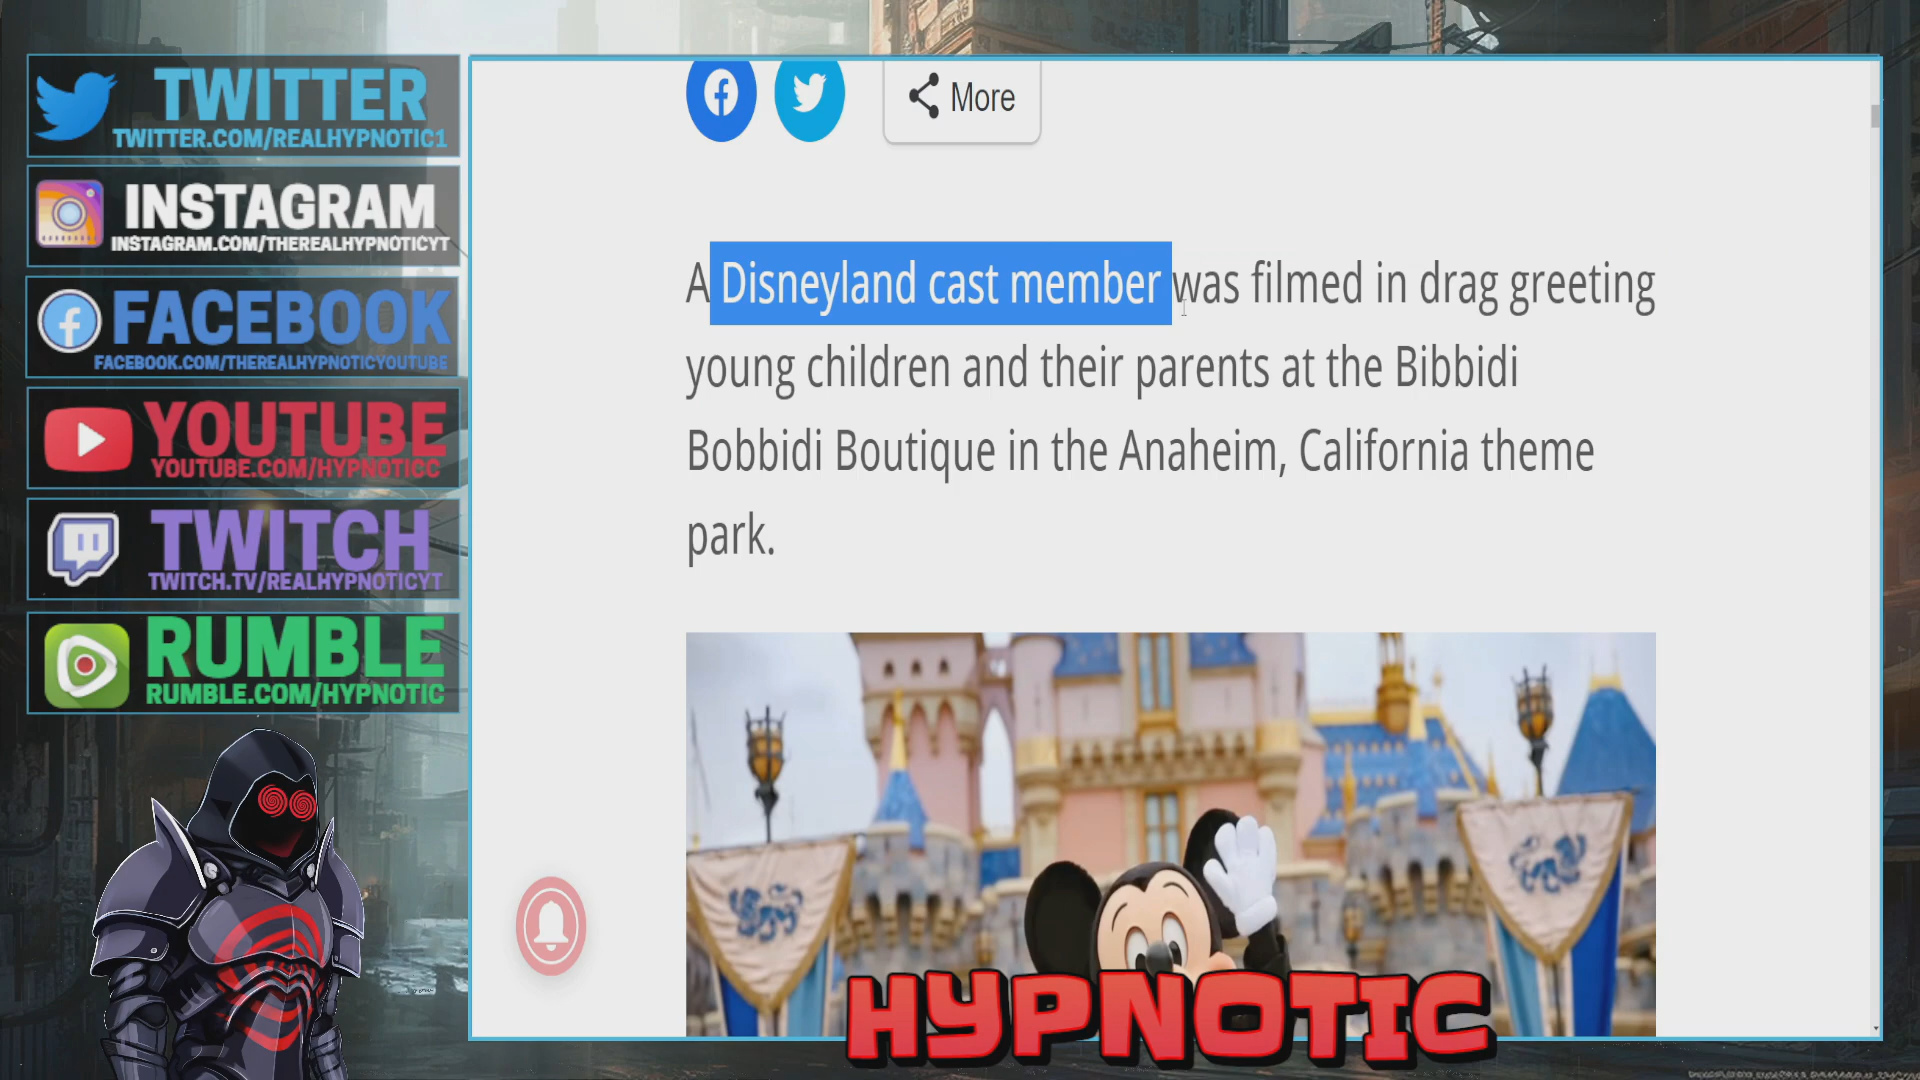 TWITTER
TWITTER.COM/REALHYPNOTIC1
INSTAGRAM
INSTAGRAM.COM/THEREALHYPNOTICYT
FACEBOOK
FACEBOOK.COM/THEREALHYPNOTICYOUTUBE
YOUTUBE
YOUTUBE.COM/HYPNOTICC
TWITCH
TWITCH.TV/REALHYPNOTICYT
RUMBLE
RUMBLE.COM/HYPNOTIC
More
A Disneyland cast member was filmed in drag greeting
young children and their parents at the Bibbidi
Bobbidi Boutique in the Anaheim, California theme
park.
HYPNOTIC